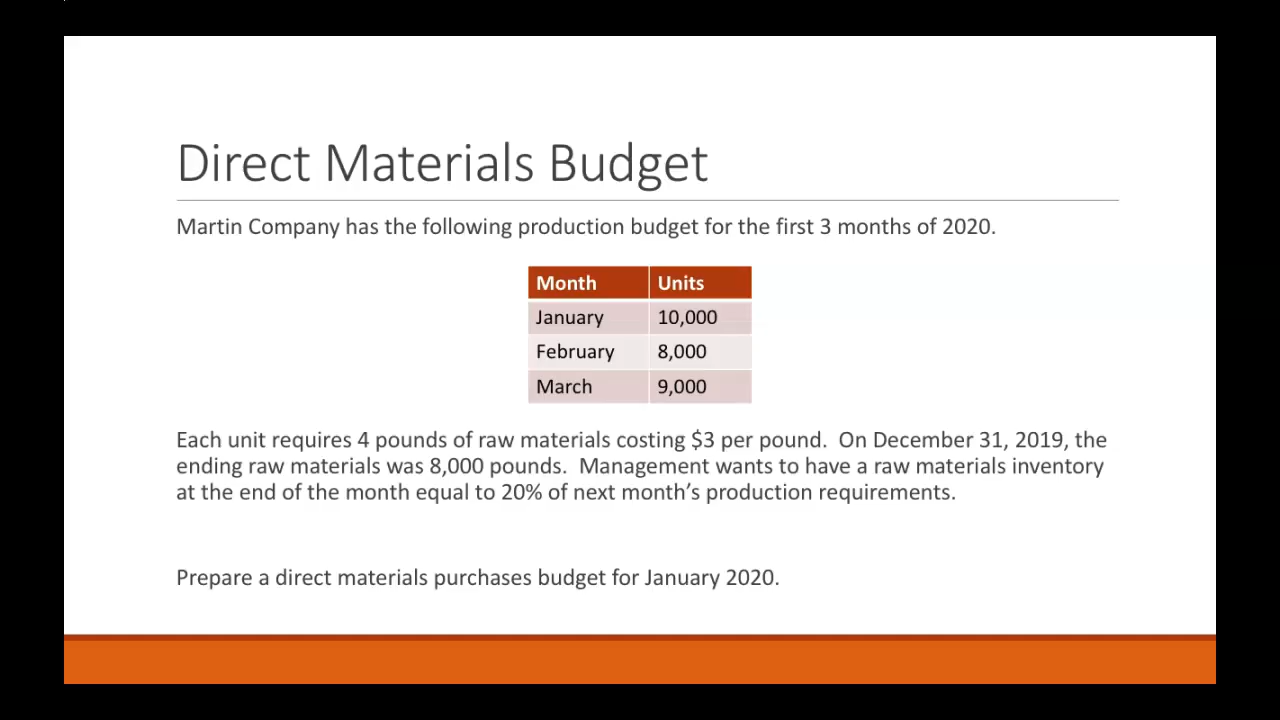 Direct Materials Budget
Martin Company has the following production budget for the first 3 months of 2020.
Month Units
January 10,000
February 8,000
March 9,000
Each unit requires 4 pounds of raw materials costing $3 per pound.  On December 31, 2019, the
ending raw materials was 8,000 pounds.  Management wants to have a raw materials inventory
at the end of the month equal to 20% of next month’s production requirements.
Prepare a direct materials purchases budget for January 2020.